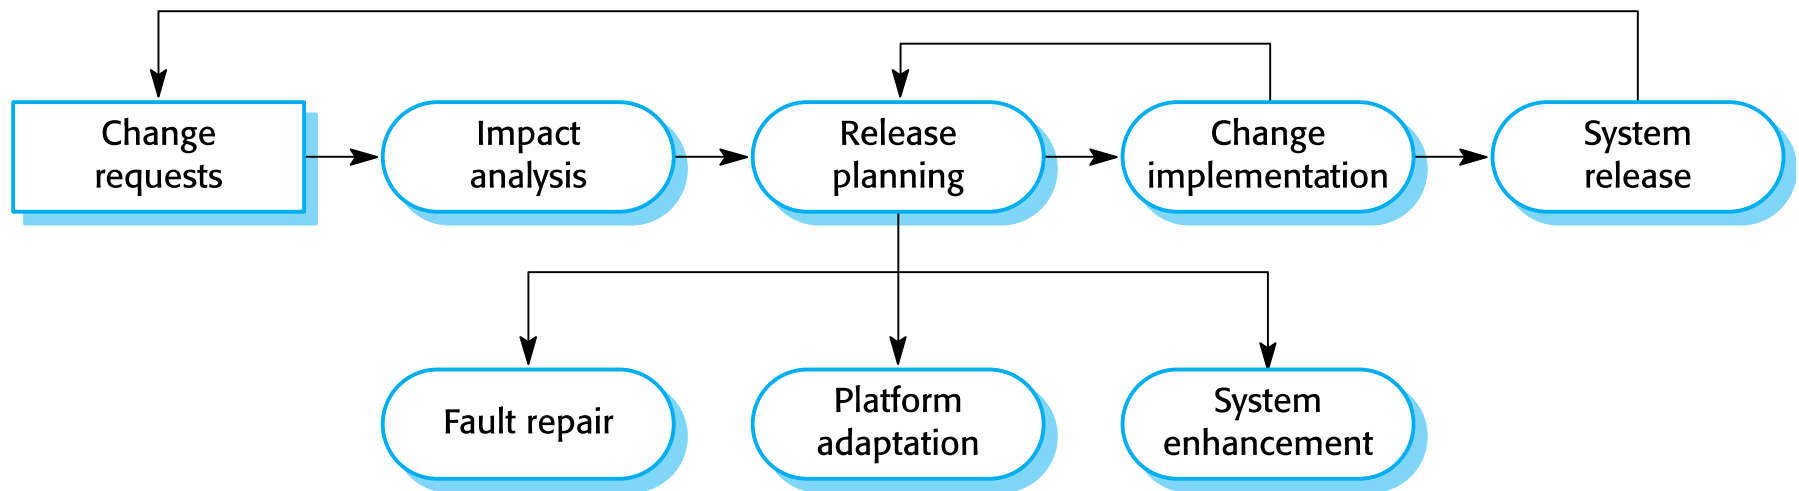 Change
requests
Impact
analysis
Release
planning
Change
implementation
System
release
Fault repair
Platform
adaptation
System
enhancement